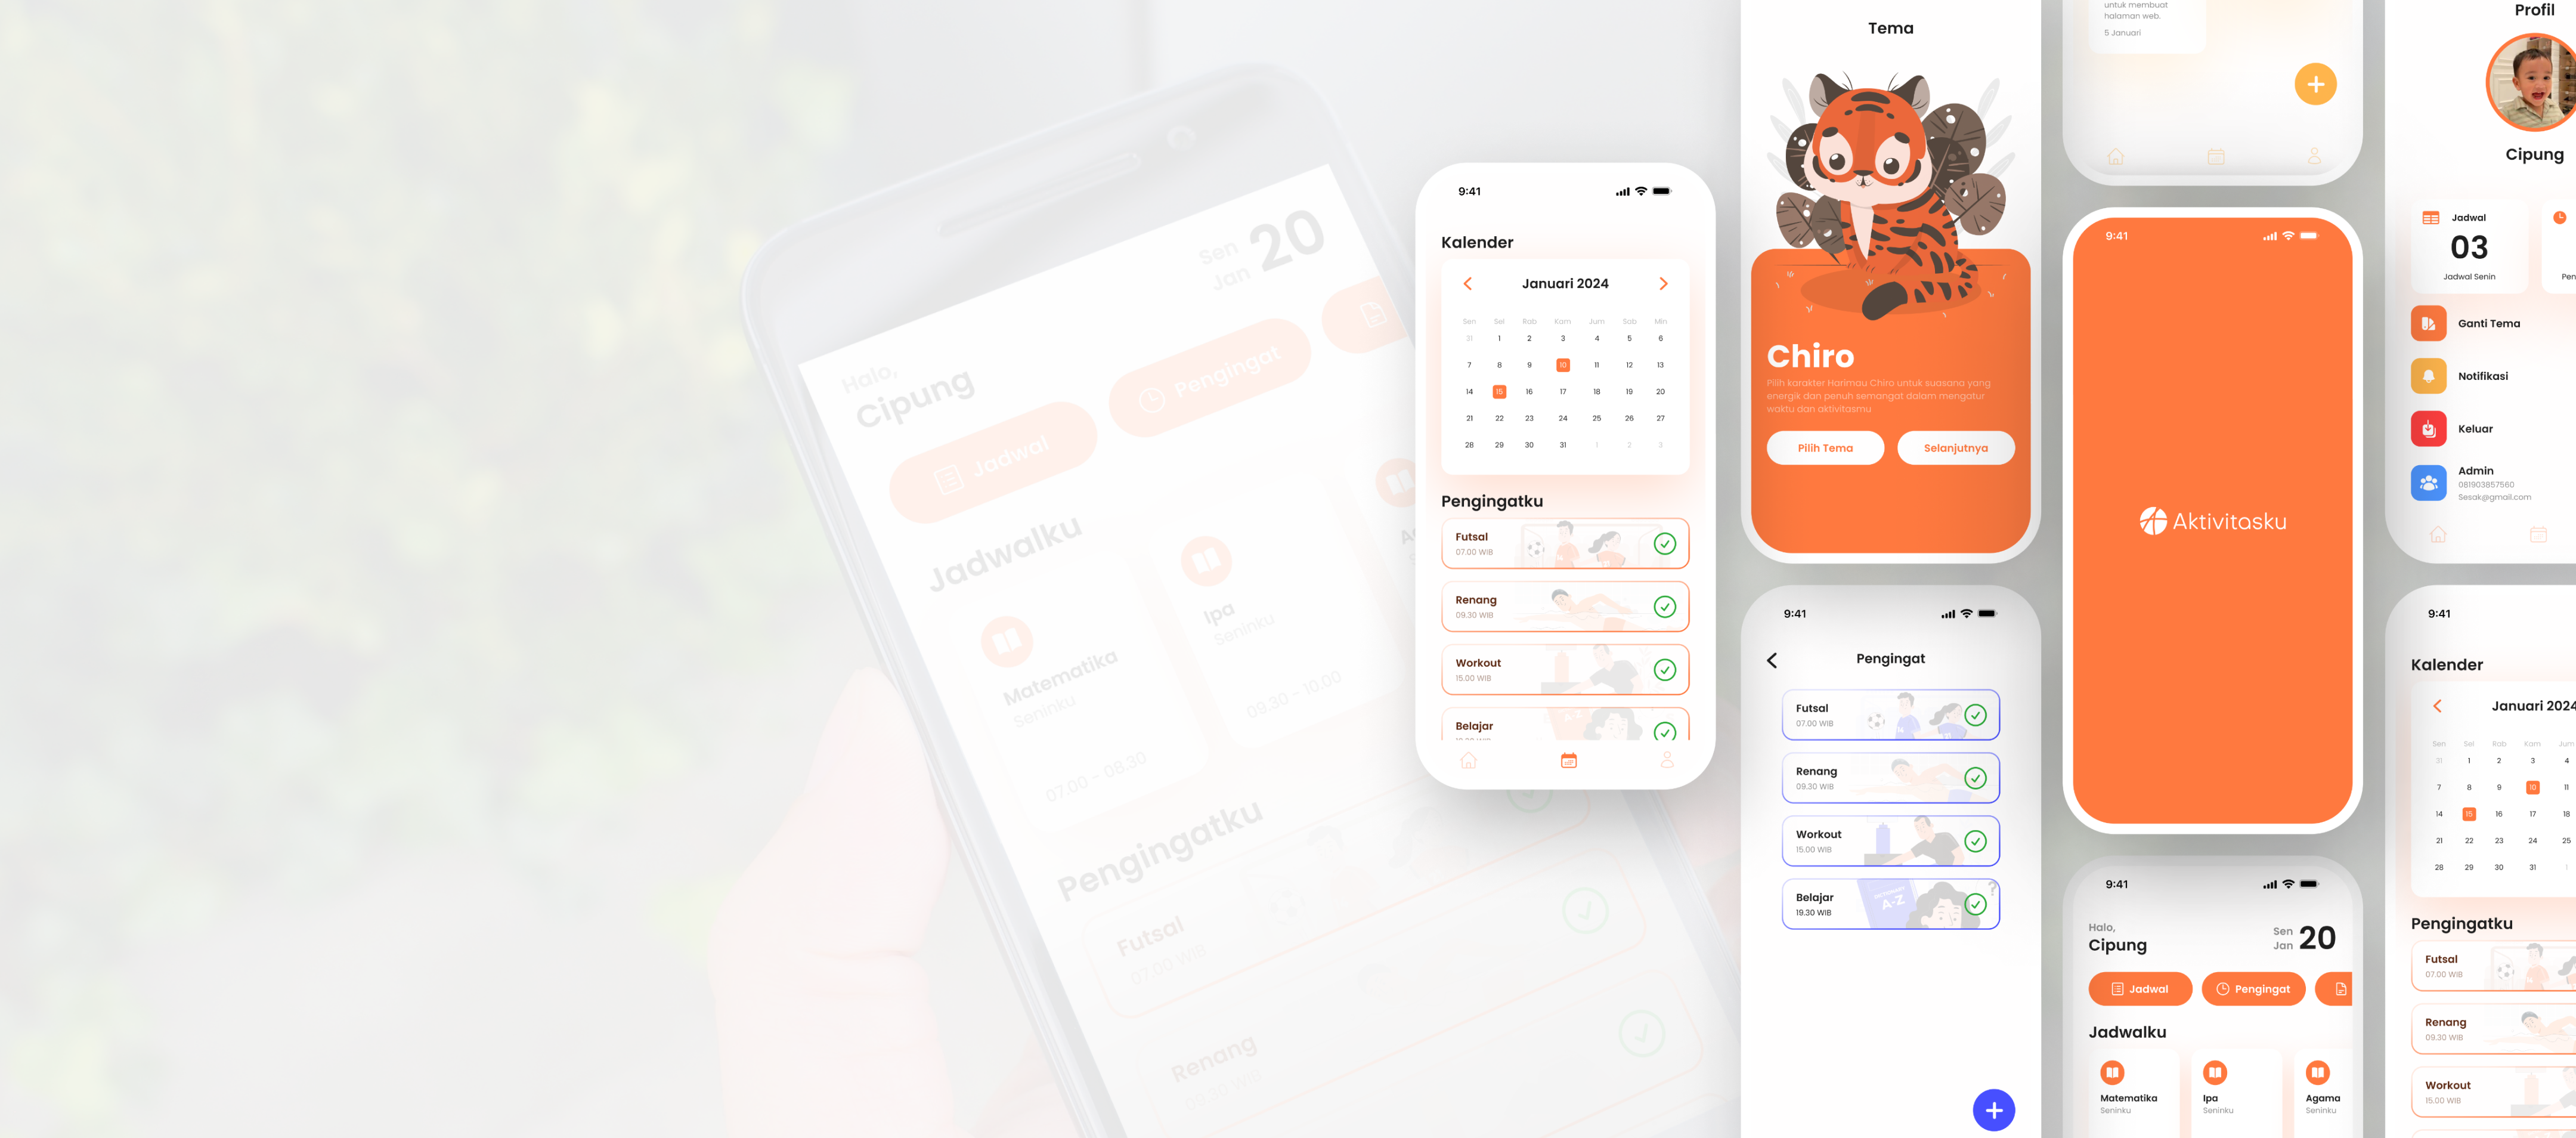 Sen
Jan 20
Halo,
Cipung
Jadwal
Pengingat
Jadwalku
Matematika
Seninku
07.00 - 08.30
Ipa
Seninku
09.30 - 10.00
Pengingatku
Futsal
07.00 WIB
Renang
09.30 WIB
9:41
Kalender
Januari 2024
Sen Sel Rab Kam Jum Sab Min
31 1 2 3 4 5 6
7 8 9 10 11 12 13
14 15 16 17 18 19 20
21 22 23 24 25 26 27
28 29 30 31 1 2 3
Pengingatku
Futsal
07.00 WIB
Renang
09.30 WIB
Workout
15.00 WIB
Belajar
Tema
Chiro
Pilih karakter Harimau Chiro untuk suasana yang
energik dan penuh semangat dalam mengatur
waktu dan aktivitasmu
Pilih Tema
Selanjutnya
9:41
Pengingat
Futsal
07.00 WIB
Renang
09.30 WIB
Workout
15.00 WIB
Belajar
19.30 WIB
A-Z
untuk membuat
halaman web.
5 Januari
9:41
Aktivitasku
9:41
Halo,
Cipung
Sen
Jan 20
Jadwal
Pengingat
Jadwalku
Matematika
Seninku
Ipa
Seninku
Agama
Seninku
Profil
Cipung
Jadwal
03
Jadwal Senin
Pen
Ganti Tema
Notifikasi
Keluar
Admin
081903857560
Sesak@gmail.com
9:41
Kalender
Januari 2024
Sen Sel Rab Kam Jum
31 1 2 3 4
7 8 9 10 11
14 15 16 17 18
21 22 23 24 25
28 29 30 31 1
Pengingatku
Futsal
07.00 WIB
Renang
09.30 WIB
Workout
15.00 WIB